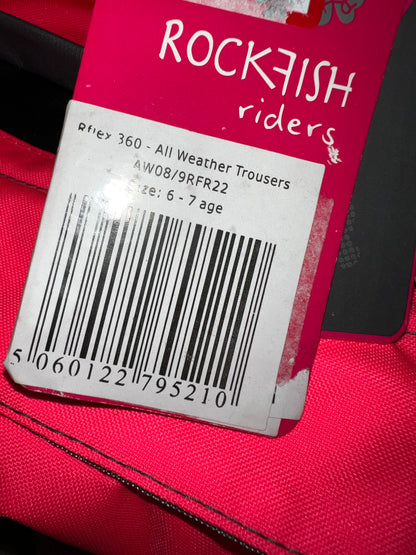 ROCKFISH
riders
Rflex 360 - All Weather Trousers
AW08/9RFR22
Size: 6 - 7 age
5 060122 795210